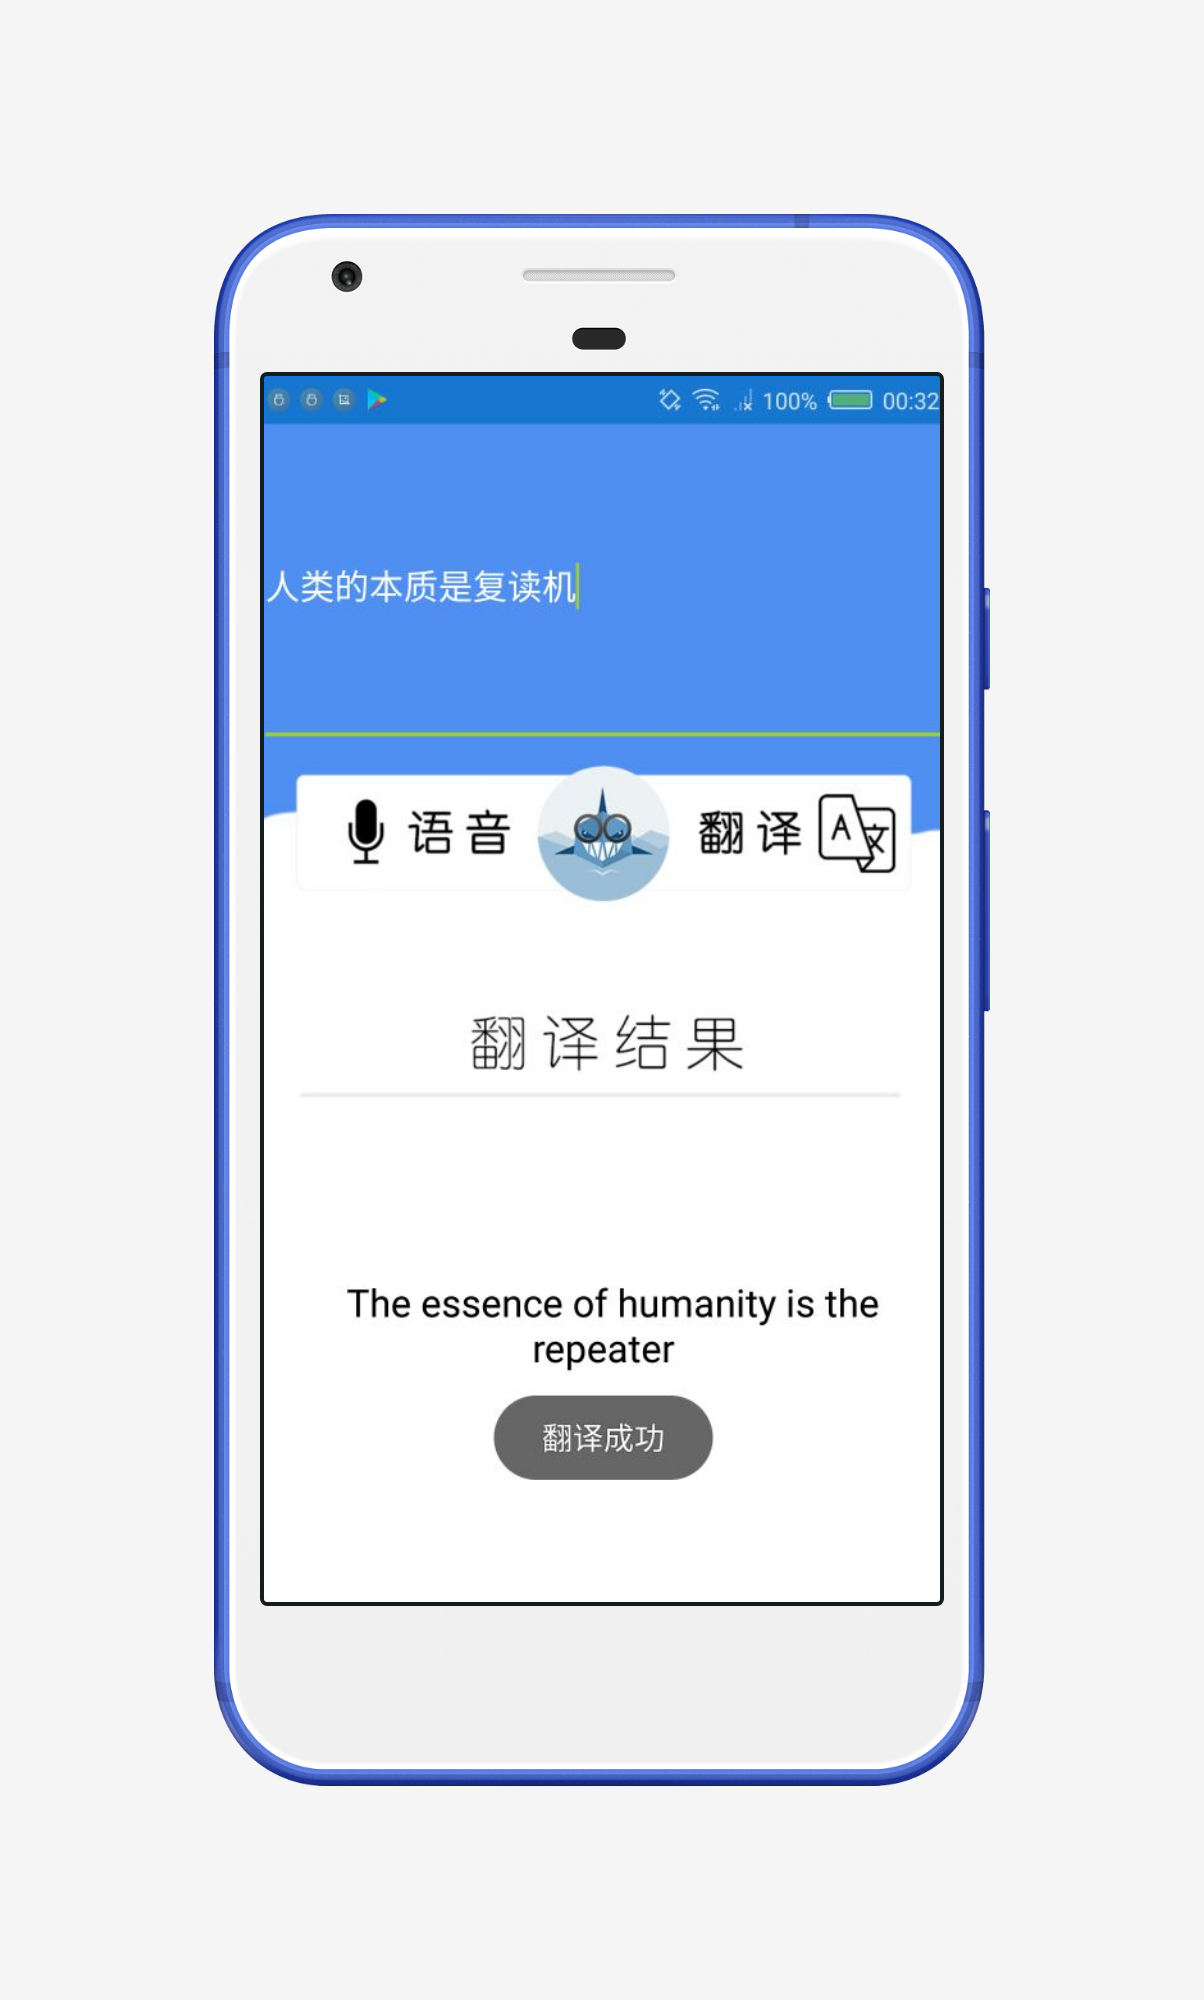 100% 00:32
人类的本质是复读机
语音 翻译 A文
翻译结果
The essence of humanity is the
repeater
翻译成功